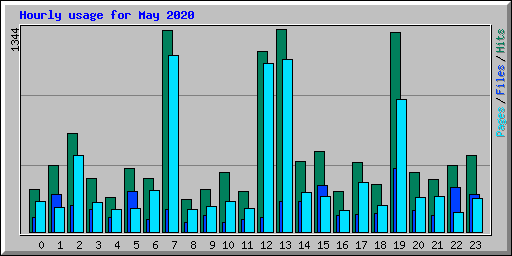 Hourly usage for May 2020
1344
Pages / Files / Hits
0 1 2 3 4 5 6 7 8 9 10 11 12 13 14 15 16 17 18 19 20 21 22 23